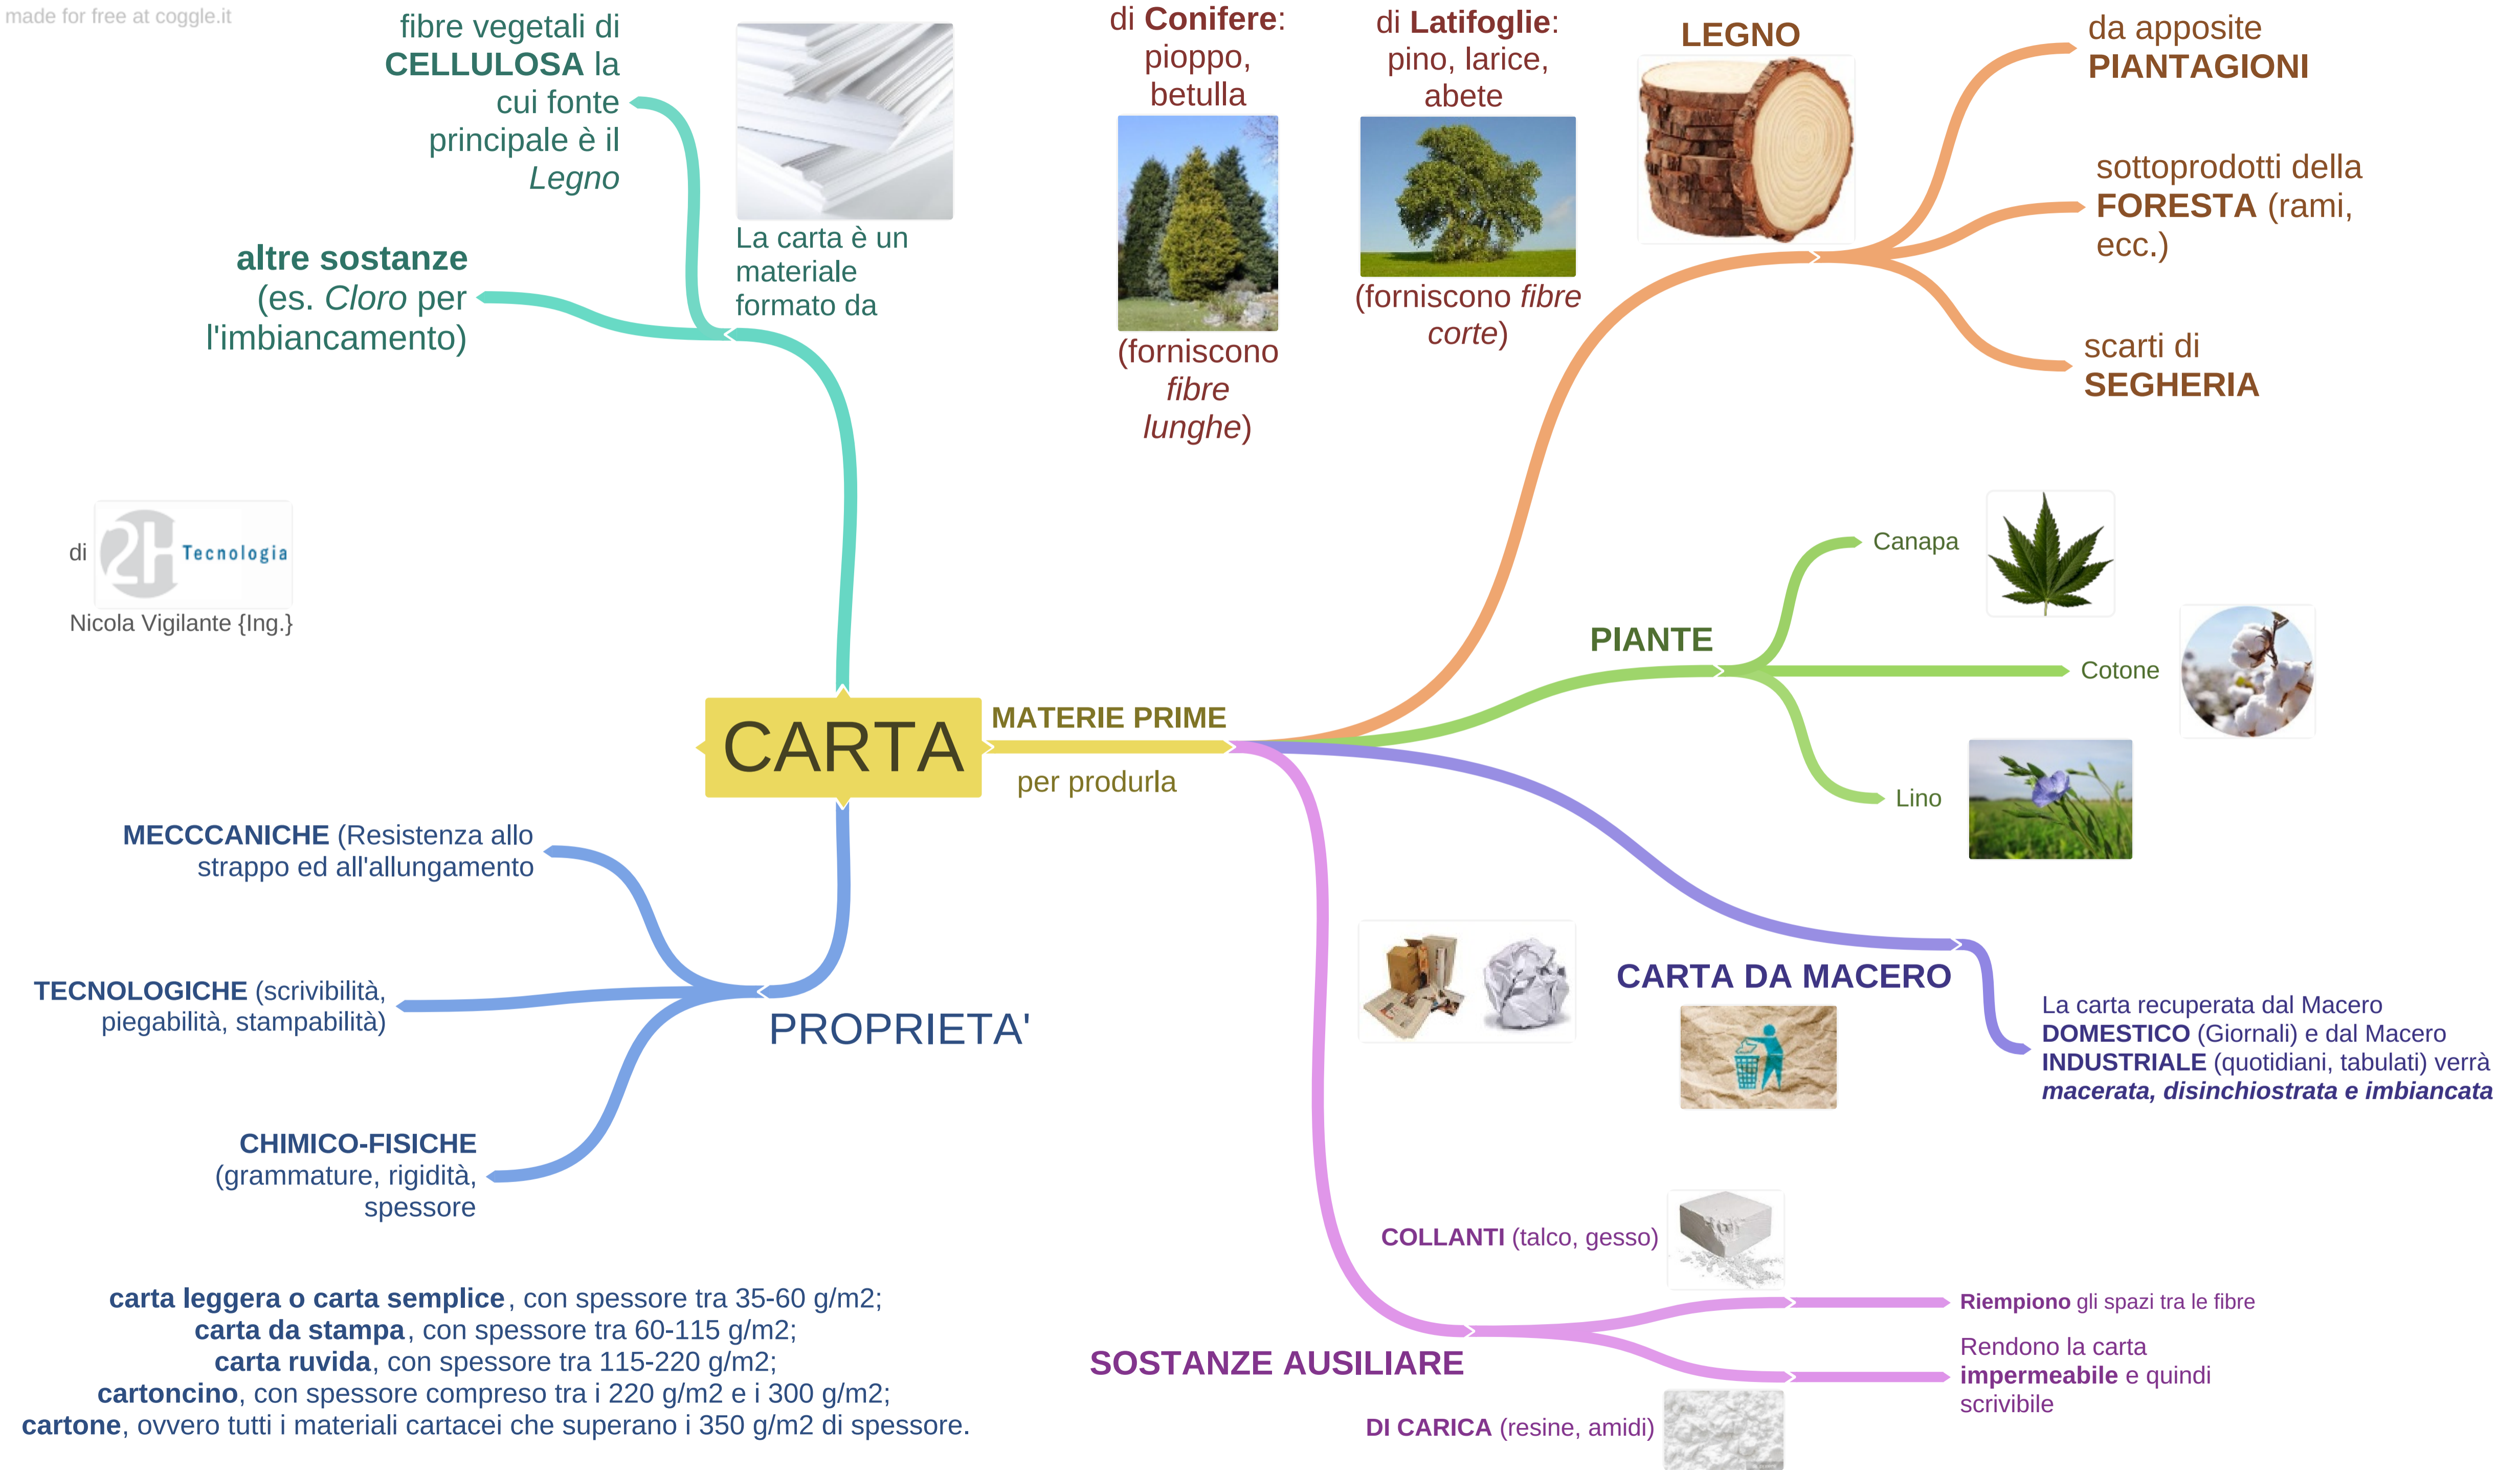 made for free at coggle.it
fibre vegetali di
CELLULOSA la
cui fonte
principale è il
Legno
altre sostanze
(es. Cloro per
l'imbiancamento)
La carta è un
materiale
formato da
di Conifere:
pioppo,
betulla
(forniscono
fibre
lunghe)
di Latifoglie:
pino, larice,
abete
(forniscono fibre
corte)
LEGNO
da apposite
PIANTAGIONI
sottoprodotti della
FORESTA (rami,
ecc.)
scarti di
SEGHERIA
di
2H Tecnologia
Nicola Vigilante {Ing.}
CARTA
MATERIE PRIME
per produrla
PIANTE
Canapa
Cotone
Lino
CARTA DA MACERO
La carta recuperata dal Macero
DOMESTICO (Giornali) e dal Macero
INDUSTRIALE (quotidiani, tabulati) verrà
macerata, disinchiostrata e imbiancata
MECCCANICHE (Resistenza allo
strappo ed all'allungamento
TECNOLOGICHE (scrivibilità,
piegabilità, stampabilità)
CHIMICO-FISICHE
(grammature, rigidità,
spessore
PROPRIETA'
carta leggera o carta semplice, con spessore tra 35-60 g/m2;
carta da stampa, con spessore tra 60-115 g/m2;
carta ruvida, con spessore tra 115-220 g/m2;
cartoncino, con spessore compreso tra i 220 g/m2 e i 300 g/m2;
cartone, ovvero tutti i materiali cartacei che superano i 350 g/m2 di spessore.
SOSTANZE AUSILIARE
COLLANTI (talco, gesso)
Riempiono gli spazi tra le fibre
DI CARICA (resine, amidi)
Rendono la carta
impermeabile e quindi
scrivibile